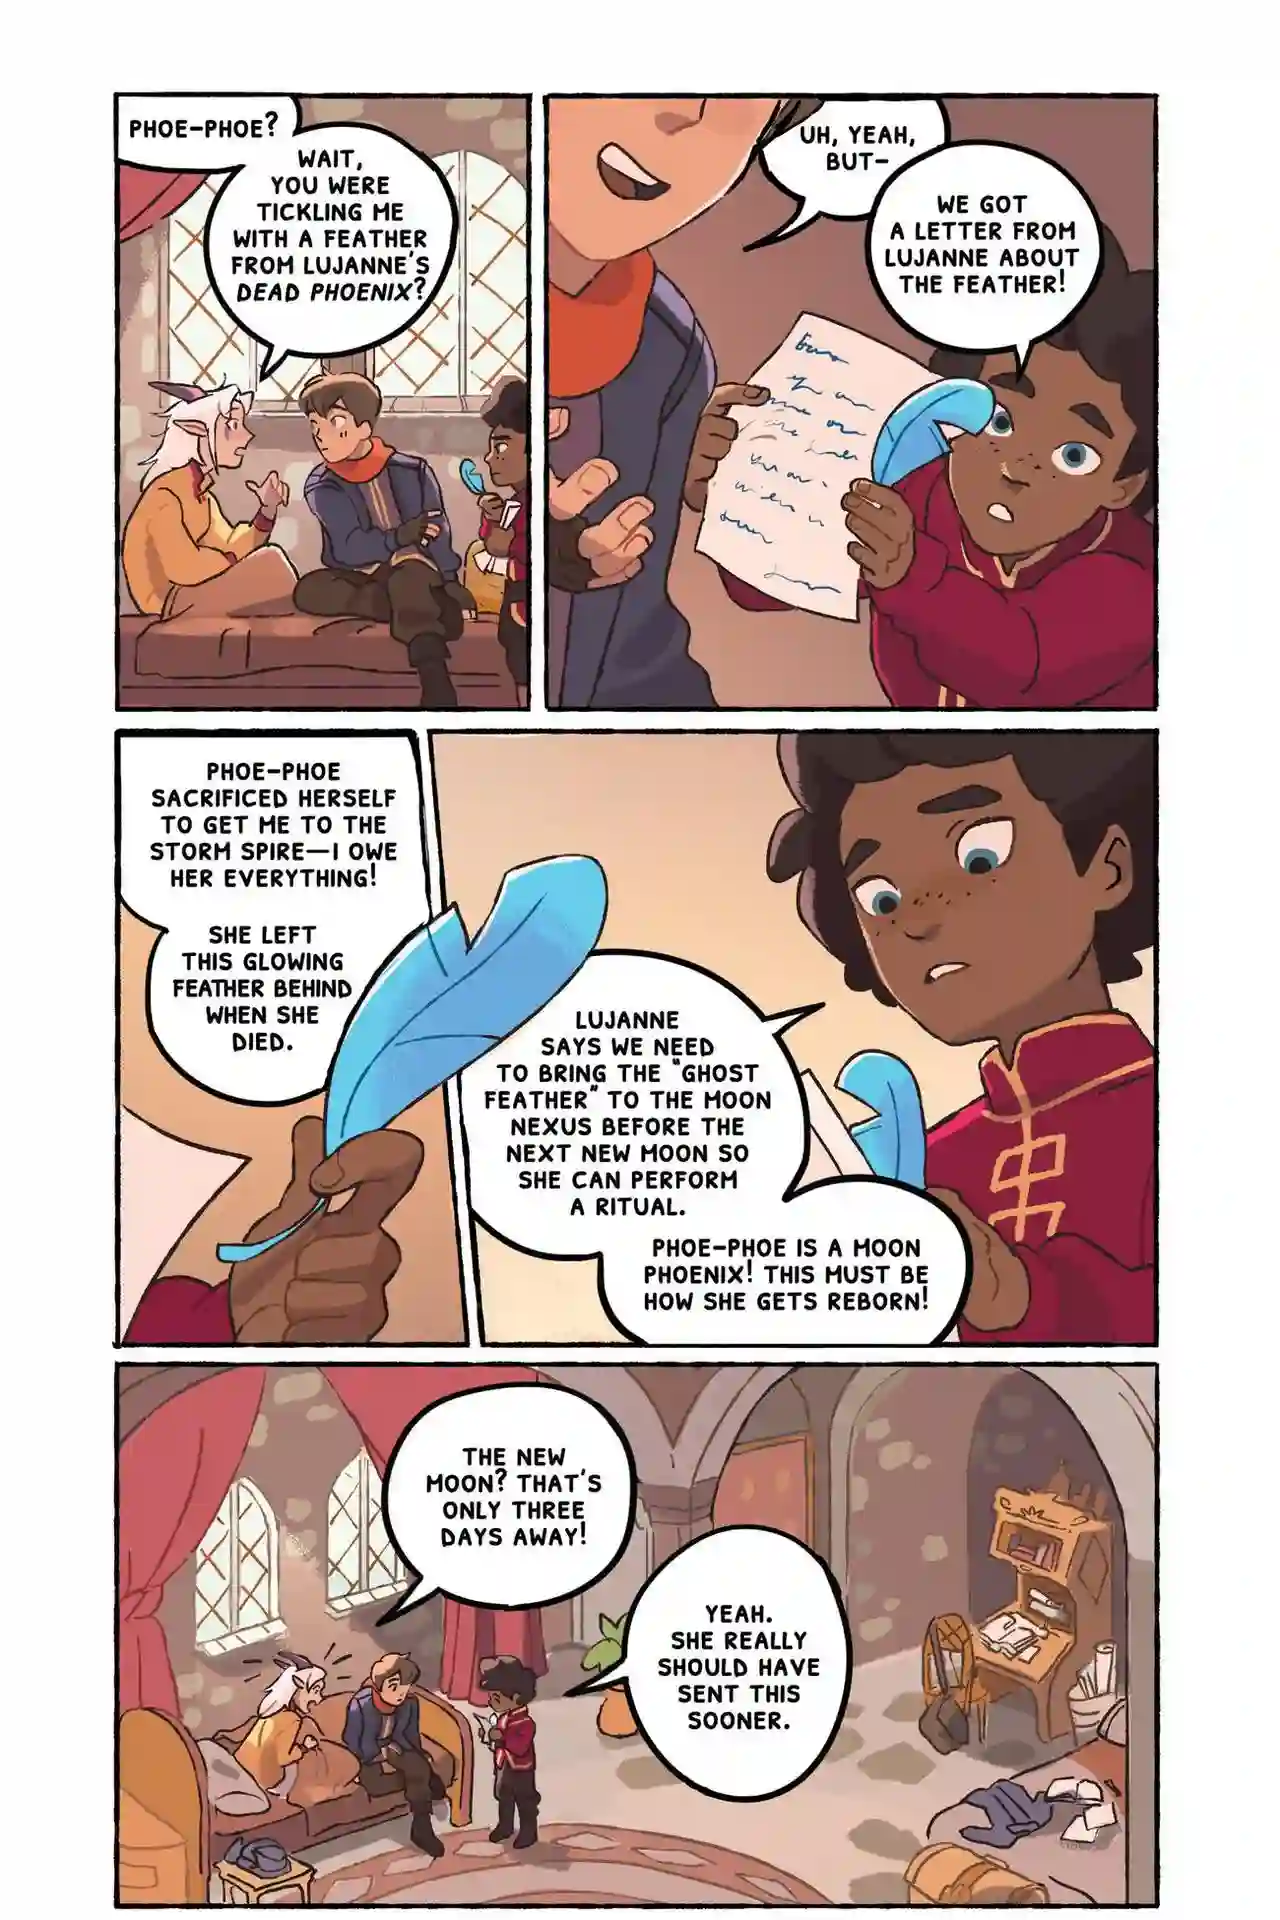 PHOE-PHOE?
WAIT,
YOU WERE
TICKLING ME
WITH A FEATHER
FROM LUJANNE'S
DEAD PHOENIX?
UH, YEAH,
BUT-
WE GOT
A LETTER FROM
LUJANNE ABOUT
THE FEATHER!
PHOE-PHOE
SACRIFICED HERSELF
TO GET ME TO THE
STORM SPIRE—I OWE
HER EVERYTHING!
SHE LEFT
THIS GLOWING
FEATHER BEHIND
WHEN SHE
DIED.
LUJANNE
SAYS WE NEED
TO BRING THE "GHOST
FEATHER" TO THE MOON
NEXUS BEFORE THE
NEXT NEW MOON SO
SHE CAN PERFORM
A RITUAL.
PHOE-PHOE IS A MOON
PHOENIX! THIS MUST BE
HOW SHE GETS REBORN!
THE NEW
MOON? THAT'S
ONLY THREE
DAYS AWAY!
YEAH.
SHE REALLY
SHOULD HAVE
SENT THIS
SOONER.